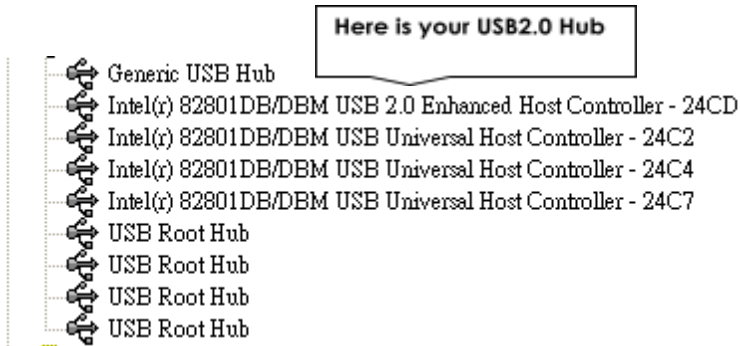 Here is your USB2.0 Hub
Generic USB Hub
Intel(r) 82801DB/DBM USB 2.0 Enhanced Host Controller - 24CD
Intel(r) 82801DB/DBM USB Universal Host Controller - 24C2
Intel(r) 82801DB/DBM USB Universal Host Controller - 24C4
Intel(r) 82801DB/DBM USB Universal Host Controller - 24C7
USB Root Hub
USB Root Hub
USB Root Hub
USB Root Hub